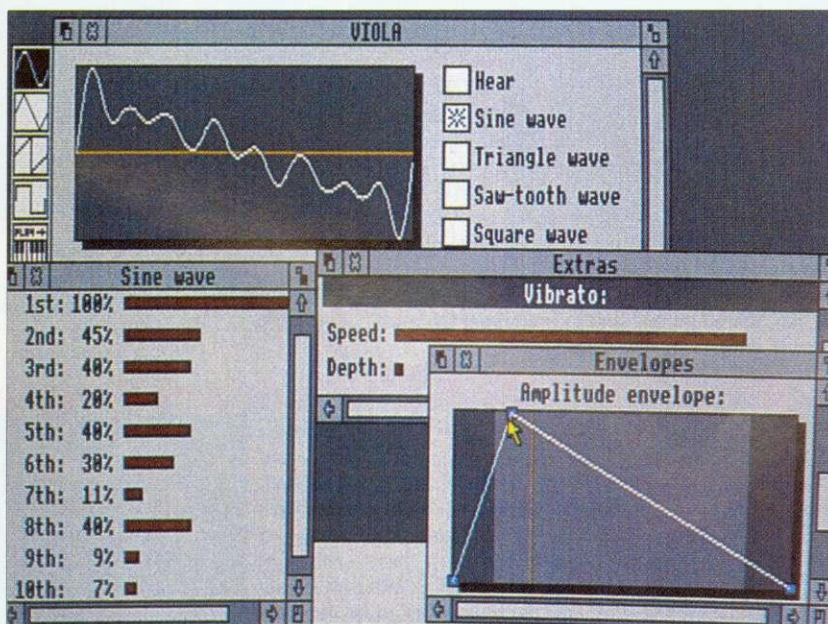 VIOLA
Hear
Sine wave
Triangle wave
Saw-tooth wave
Square wave
PLAY
Sine wave
1st: 100%
2nd: 45%
3rd: 40%
4th: 20%
5th: 40%
6th: 30%
7th: 11%
8th: 40%
9th: 9%
10th: 7%
Extras
Vibrato:
Speed:
Depth:
Envelopes
Amplitude envelope: